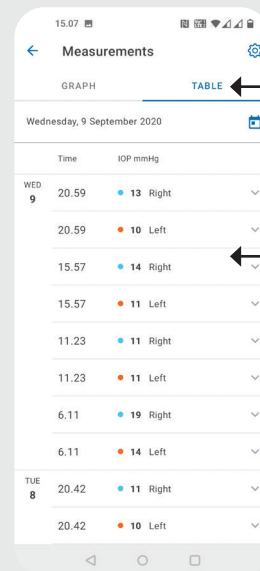 15.07
Measurements
GRAPH TABLE
Wednesday, 9 September 2020
Time IOP mmHg
WED
9
20.59 13 Right
20.59 10 Left
15.57 14 Right
15.57 11 Left
11.23 11 Right
11.23 11 Left
6.11 19 Right
6.11 14 Left
TUE
8
20.42 11 Right
20.42 10 Left